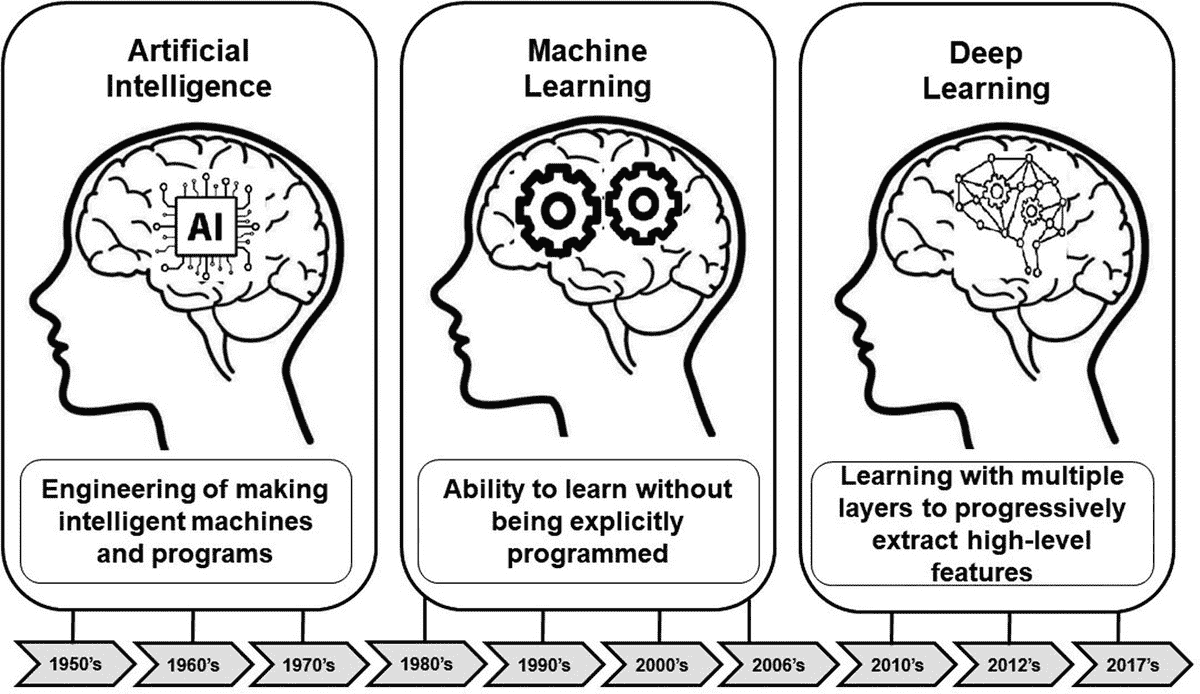 Artificial
Intelligence
AI
Engineering of making
intelligent machines
and programs
Machine
Learning
Ability to learn without
being explicitly
programmed
Deep
Learning
Learning with multiple
layers to progressively
extract high-level
features
1950's
1960's
1970's
1980's
1990's
2000's
2006's
2010's
2012's
2017's